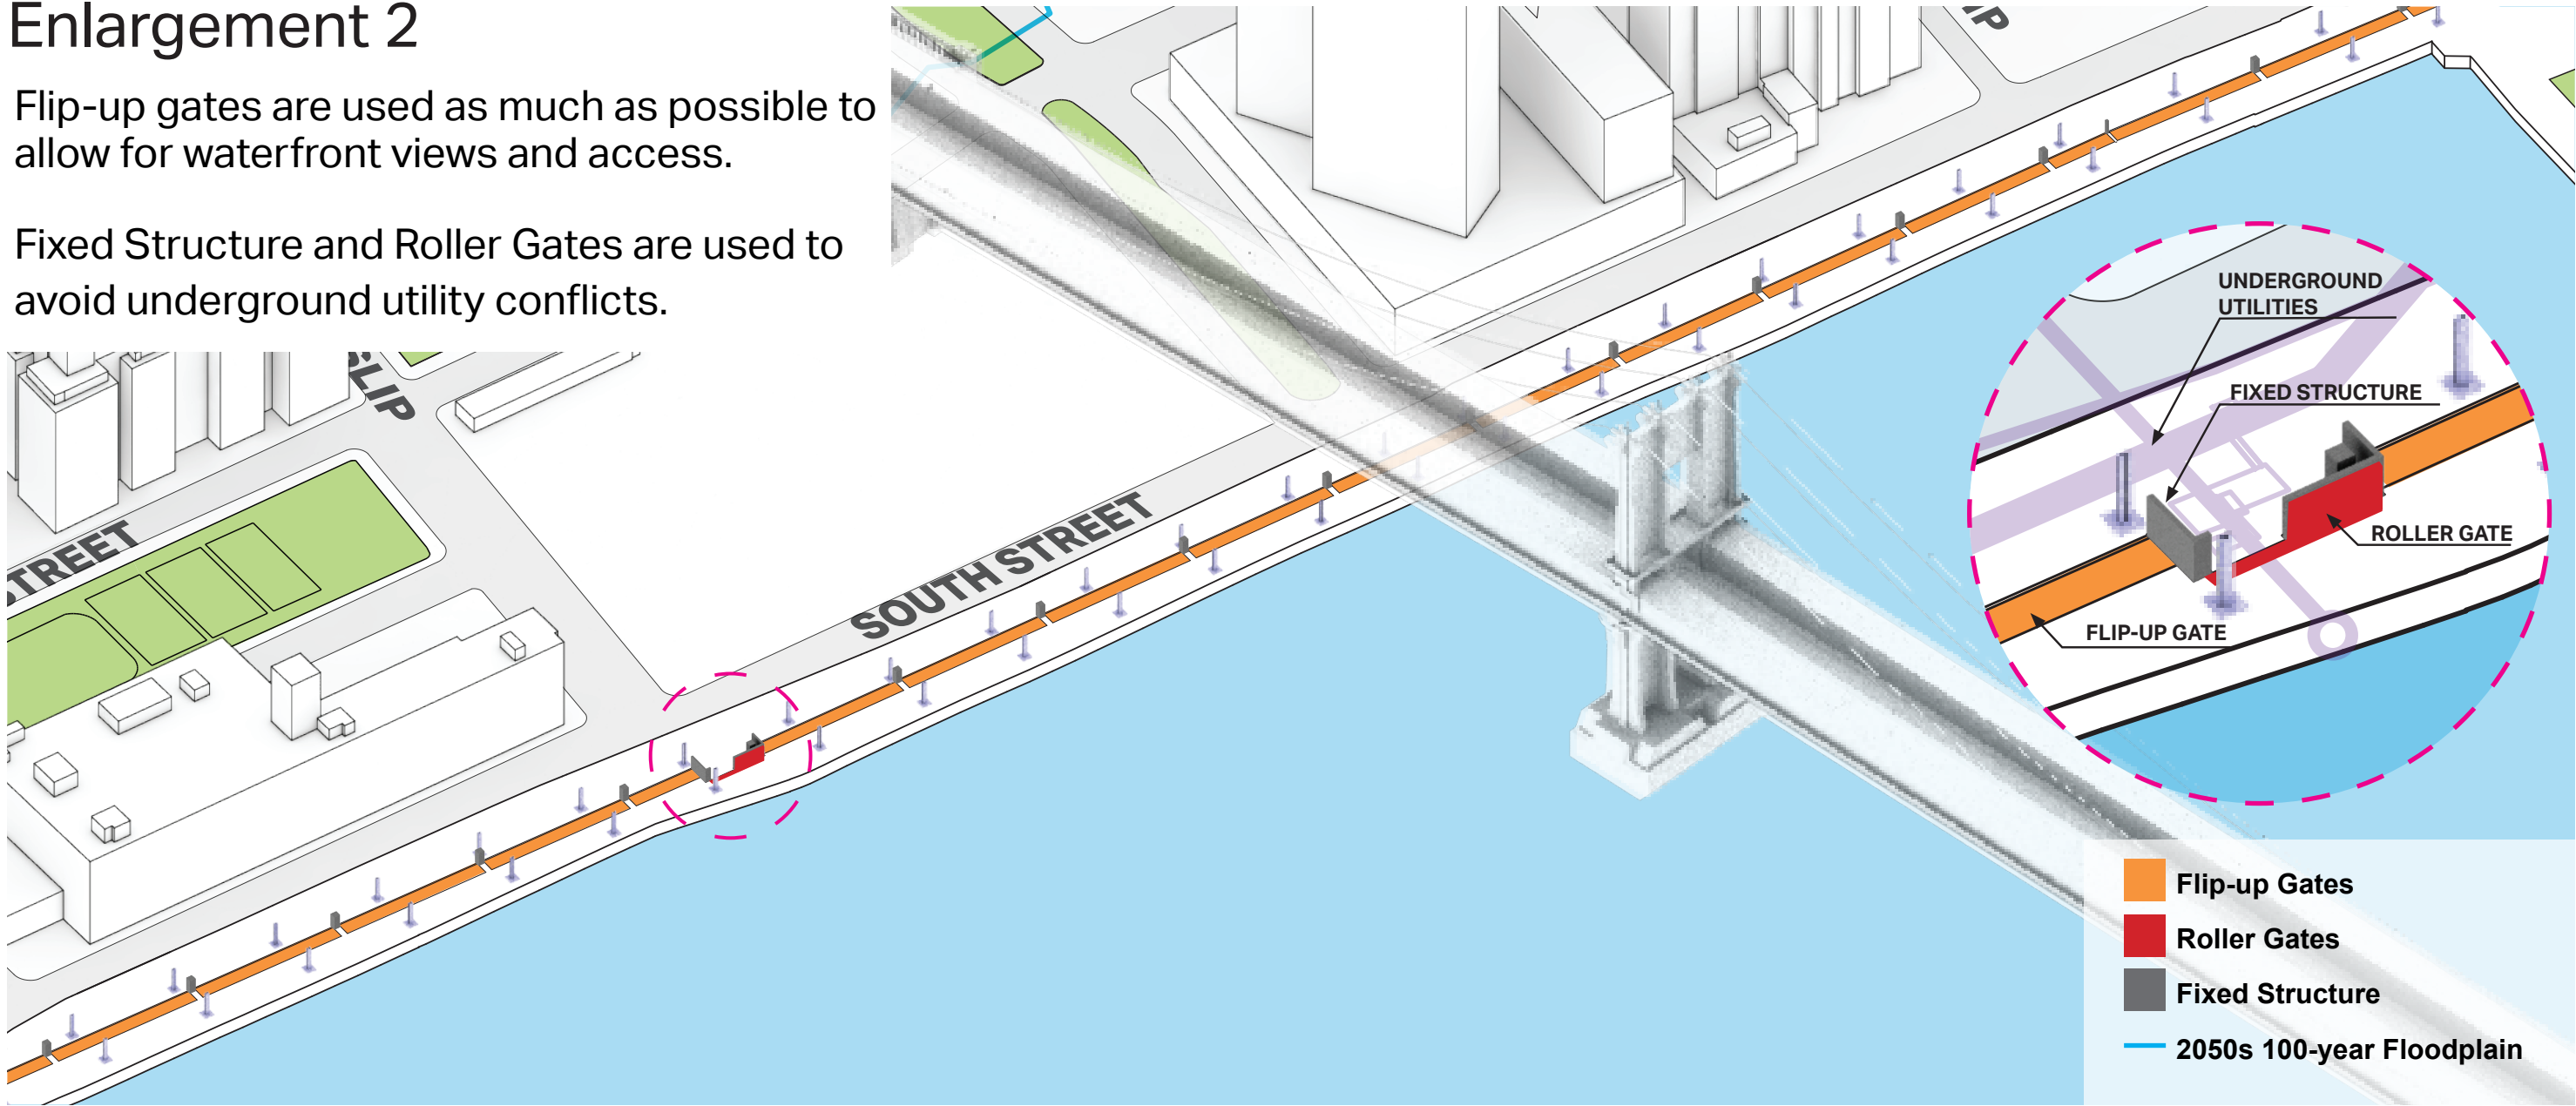 Enlargement 2
Flip-up gates are used as much as possible to
allow for waterfront views and access.
Fixed Structure and Roller Gates are used to
avoid underground utility conflicts.
IP
SLIP
STREET
SOUTH STREET
UNDERGROUND
UTILITIES
FIXED STRUCTURE
ROLLER GATE
FLIP-UP GATE
Flip-up Gates
Roller Gates
Fixed Structure
2050s 100-year Floodplain